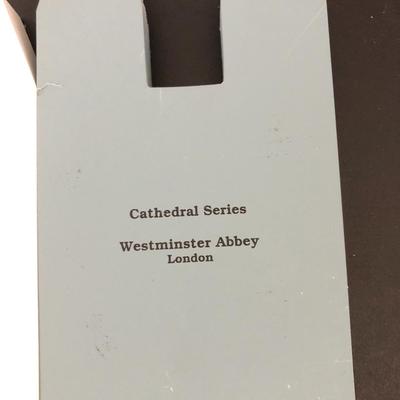 Cathedral Series
Westminster Abbey
London